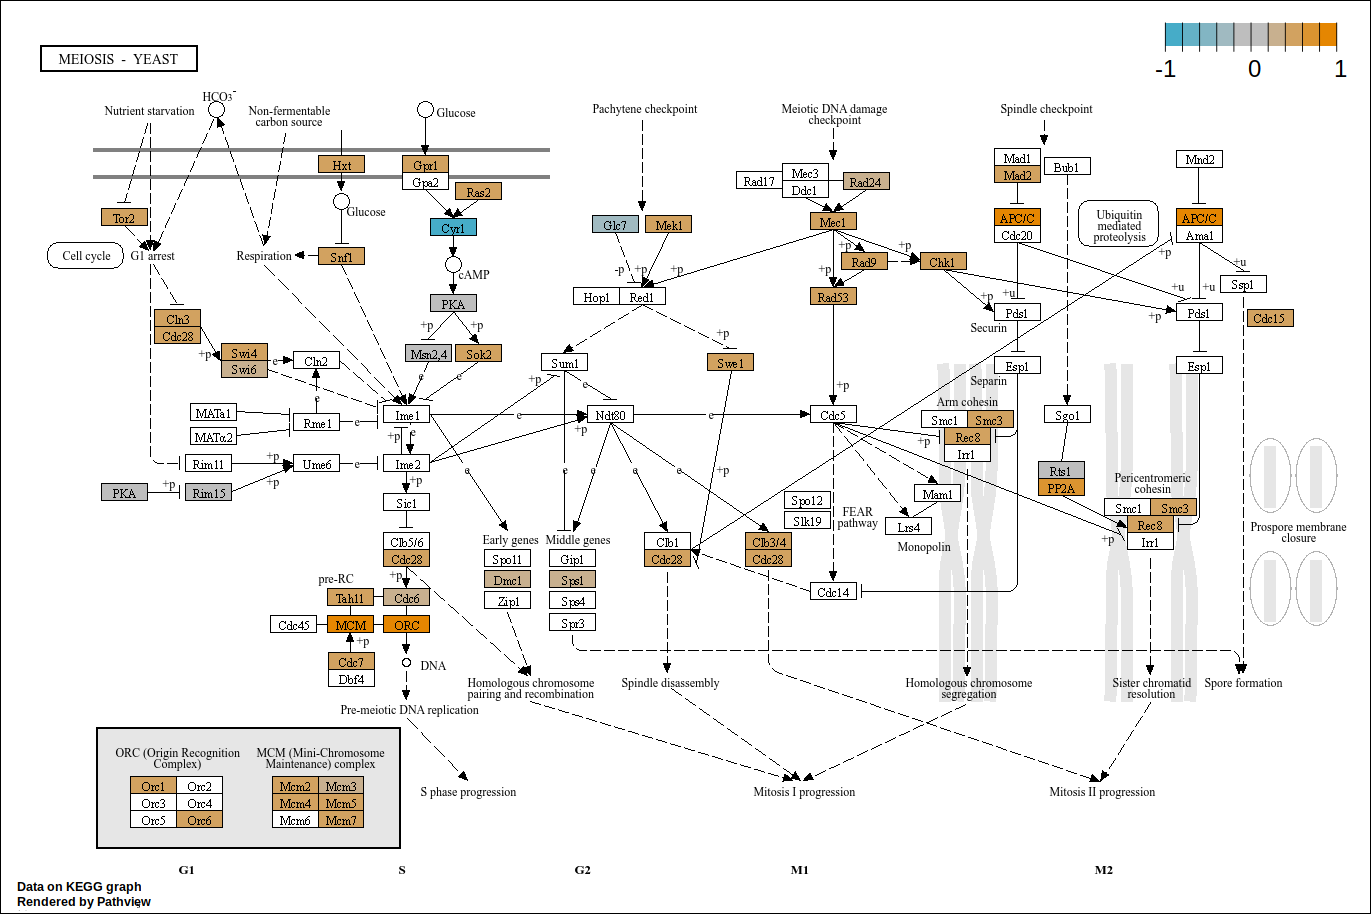 MEIOSIS - YEAST
-1 0 1
Nutrient starvation
HCO3-
Non-fermentable
carbon source
Glucose
Pachytene checkpoint
Meiotic DNA damage
checkpoint
Spindle checkpoint
Hxt
Gpr1
Gpa2
Ras2
Glucose
Tor2
Cyr1
Glc7
Mek1
Rad17
Mec3
Ddc1
Rad24
Mec1
Mad1
Mad2
Bub1
Mnd2
APC/C
Cdc20
Ubiquitin
mediated
proteolysis
APC/C
Ama1
Cell cycle
G1 arrest
Respiration
Snf1
cAMP
-p
+p
+p
+p
Rad9
+p
Chk1
+p
+u
Ssp1
PKA
Hop1
Red1
+p
Rad53
+p
+u
Pds1
Securin
+u
+p
Pds1
Cdc15
Cln3
Cdc28
+p
+p
+p
Swi4
Swi6
e
Cln2
Msn2,4
Sok2
Sum1
+p
Swe1
Esp1
Separin
Esp1
e
e
+p
e
+p
Arm cohesin
MATa1
MATα2
Rme1
e
e
Ime1
e
Ndt80
+p
e
Cdc5
Smc1
Smc3
Rec8
Irr1
+p
Sgo1
+p
e
Rim11
+p
Ume6
e
Ime2
PKA
+p
Rim15
+p
+p
Sic1
e
e
e
e
+p
Rts1
PP2A
Pericentromeric
cohesin
Smc1
Smc3
Rec8
Irr1
+p
Spo12
Slk19
FEAR
pathway
Mam1
Lrs4
Monopolin
Prospore membrane
closure
Clb5/6
Cdc28
Early genes
Spo11
Dmc1
Zip1
Middle genes
Gip1
Sps1
Sps4
Spr3
Clb1
Cdc28
Clb3/4
Cdc28
Cdc14
+p
pre-RC
Tah11
Cdc6
Cdc45
MCM
ORC
+p
Cdc7
Dbf4
DNA
Homologous chromosome
pairing and recombination
Spindle disassembly
Homologous chromosome
segregation
Sister chromatid
resolution
Spore formation
Pre-meiotic DNA replication
ORC (Origin Recognition
Complex)
MCM (Mini-Chromosome
Maintenance) complex
Orc1 Orc2
Orc3 Orc4
Orc5 Orc6
Mcm2 Mcm3
Mcm4 Mcm5
Mcm6 Mcm7
S phase progression
Mitosis I progression
Mitosis II progression
G1 S G2 M1 M2
Data on KEGG graph
Rendered by Pathview